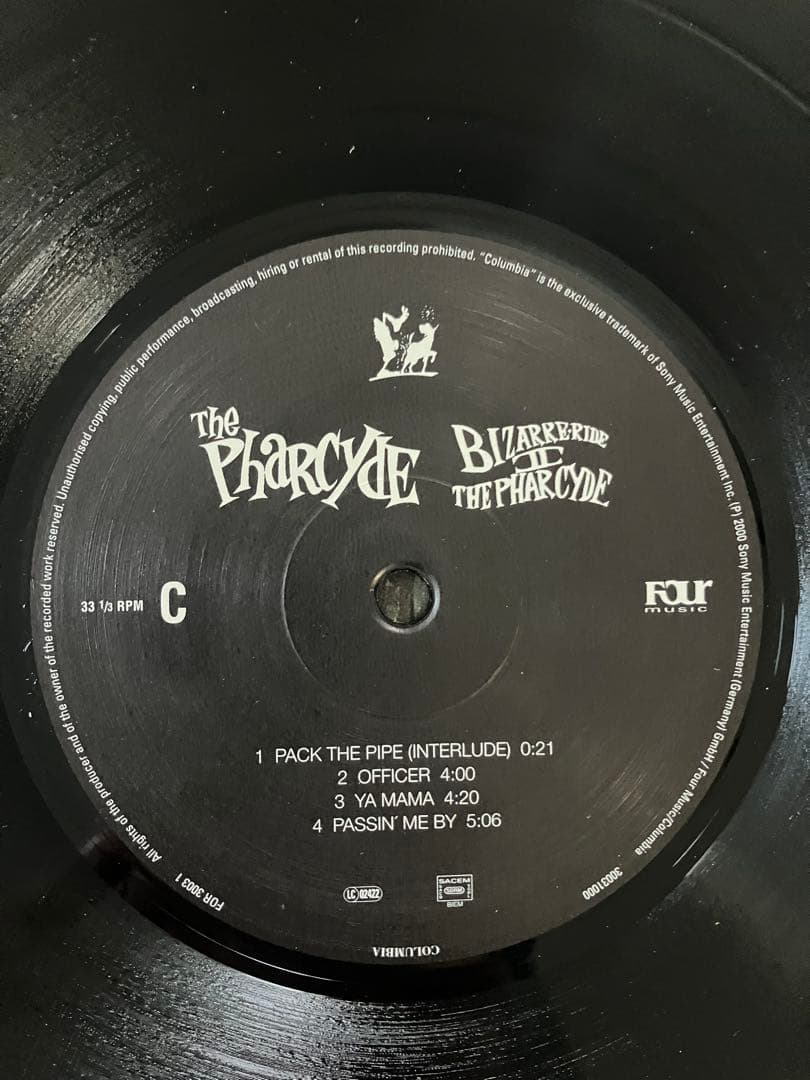 All rights of the producer and of the owner of the recorded work reserved. Unauthorised copying, public performance, broadcasting, hiring or rental of this recording prohibited. "Columbia" is the exclusive trademark of Sony Music Entertainment Inc. (P) 2000 Sony Music Entertainment (Germany) GmbH / Four Music/Columbia
The
Pharcyde
BIZARRE RIDE
II
THE PHARCYDE
33 1/3 RPM C
FOUR
MUSIC
1 PACK THE PIPE (INTERLUDE) 0:21
2 OFFICER 4:00
3 YA MAMA 4:20
4 PASSIN´ ME BY 5:06
FOR 3003 1
30031000
LC 02422
SACEM
BIEM
COLUMBIA